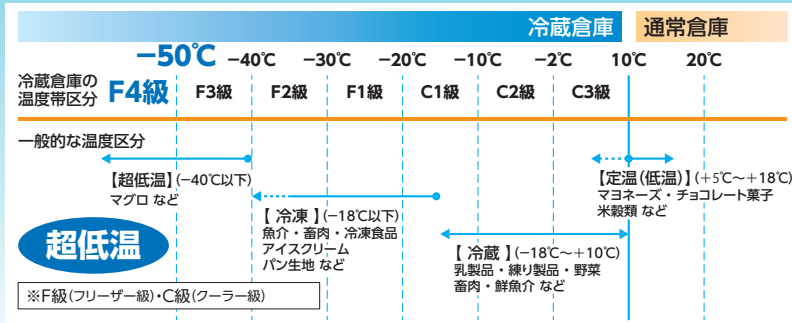 冷蔵倉庫 通常倉庫
−50℃ −40℃ −30℃ −20℃ −10℃ −2℃ 10℃ 20℃
冷蔵倉庫の
温度帯区分 F4級 F3級 F2級 F1級 C1級 C2級 C3級
一般的な温度区分
【超低温】(−40℃以下)
マグロ など
【定温(低温)】(+5℃〜+18℃)
マヨネーズ・チョコレート菓子
米穀類 など
【 冷凍 】(−18℃以下)
魚介・畜肉・冷凍食品
アイスクリーム
パン生地 など
【 冷蔵 】(−18℃〜+10℃)
乳製品・練り製品・野菜
畜肉・鮮魚介 など
超低温
※F級(フリーザー級)・C級(クーラー級)